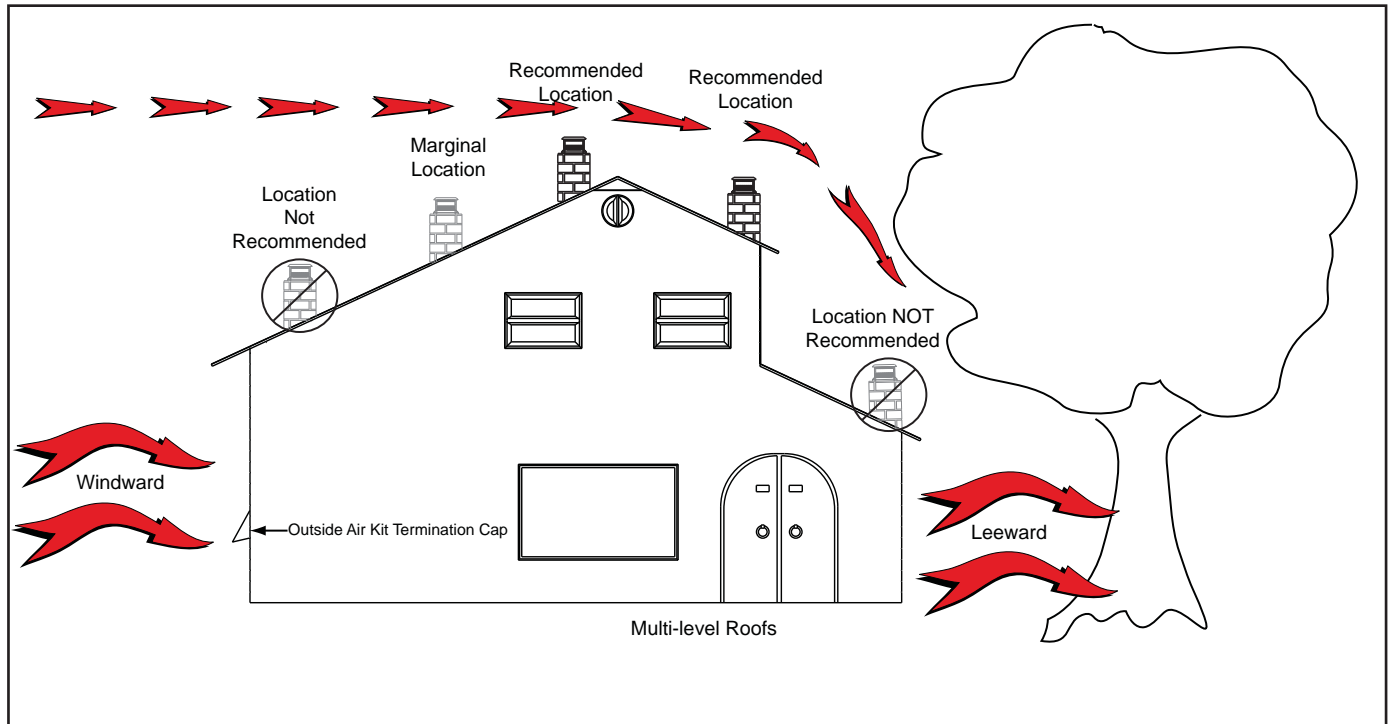 Recommended
Location
Recommended
Location
Marginal
Location
Location
Not
Recommended
Location NOT
Recommended
Windward
Outside Air Kit Termination Cap
Leeward
Multi-level Roofs